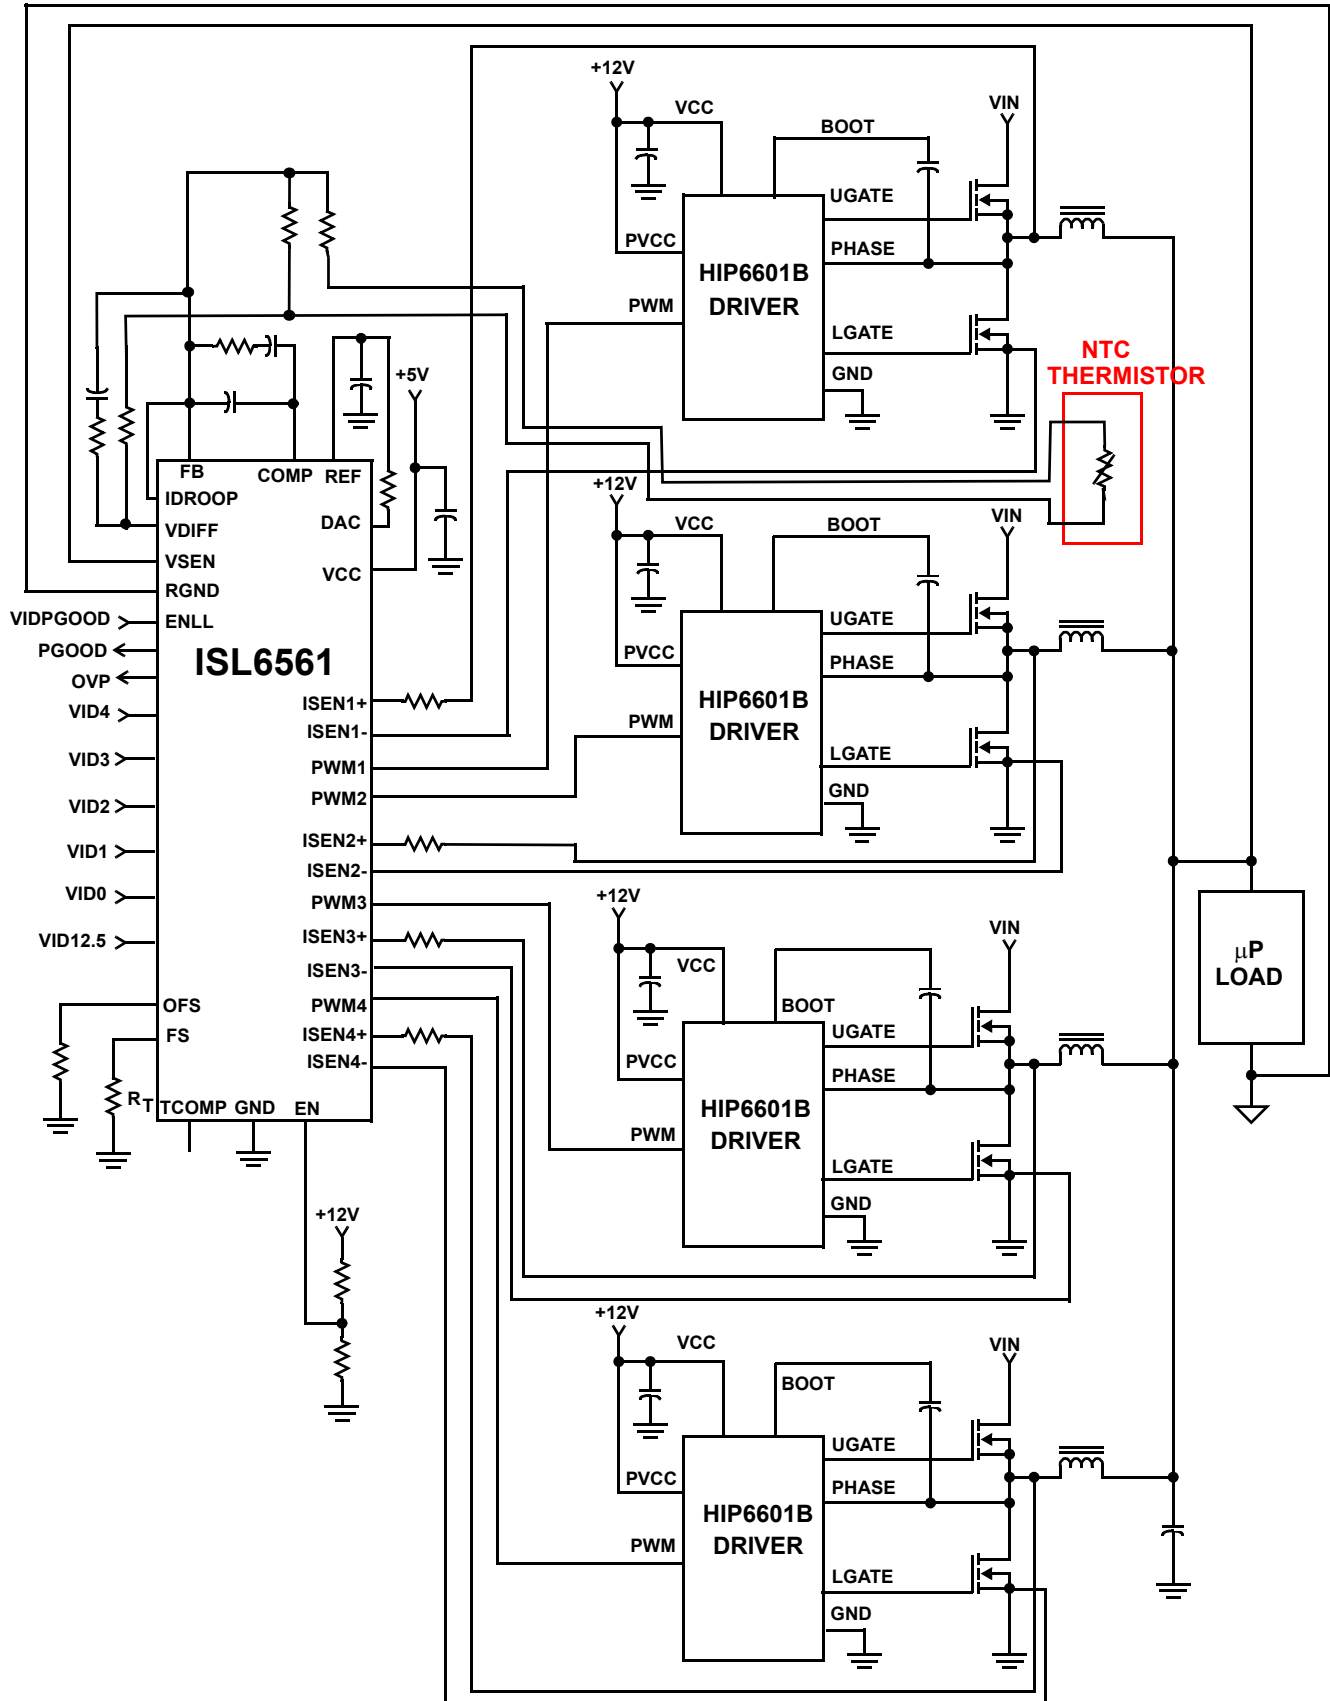 +12V
VCC
BOOT
VIN
UGATE
PVCC
PHASE
HIP6601B
DRIVER
PWM
LGATE
GND
NTC
THERMISTOR
+5V
FB
COMP
REF
IDROOP
VDIFF
DAC
VSEN
VCC
RGND
VIDPGOOD
ENLL
PGOOD
ISL6561
OVP
VID4
ISEN1+
ISEN1-
VID3
PWM1
VID2
PWM2
ISEN2+
VID1
ISEN2-
VID0
PWM3
VID12.5
ISEN3+
ISEN3-
OFS
PWM4
FS
ISEN4+
ISEN4-
RT
TCOMP
GND
EN
+12V
+12V
VCC
BOOT
VIN
UGATE
PVCC
PHASE
HIP6601B
DRIVER
PWM
LGATE
GND
+12V
VCC
BOOT
VIN
UGATE
PVCC
PHASE
HIP6601B
DRIVER
PWM
LGATE
GND
µP
LOAD
+12V
VCC
BOOT
VIN
UGATE
PVCC
PHASE
HIP6601B
DRIVER
PWM
LGATE
GND